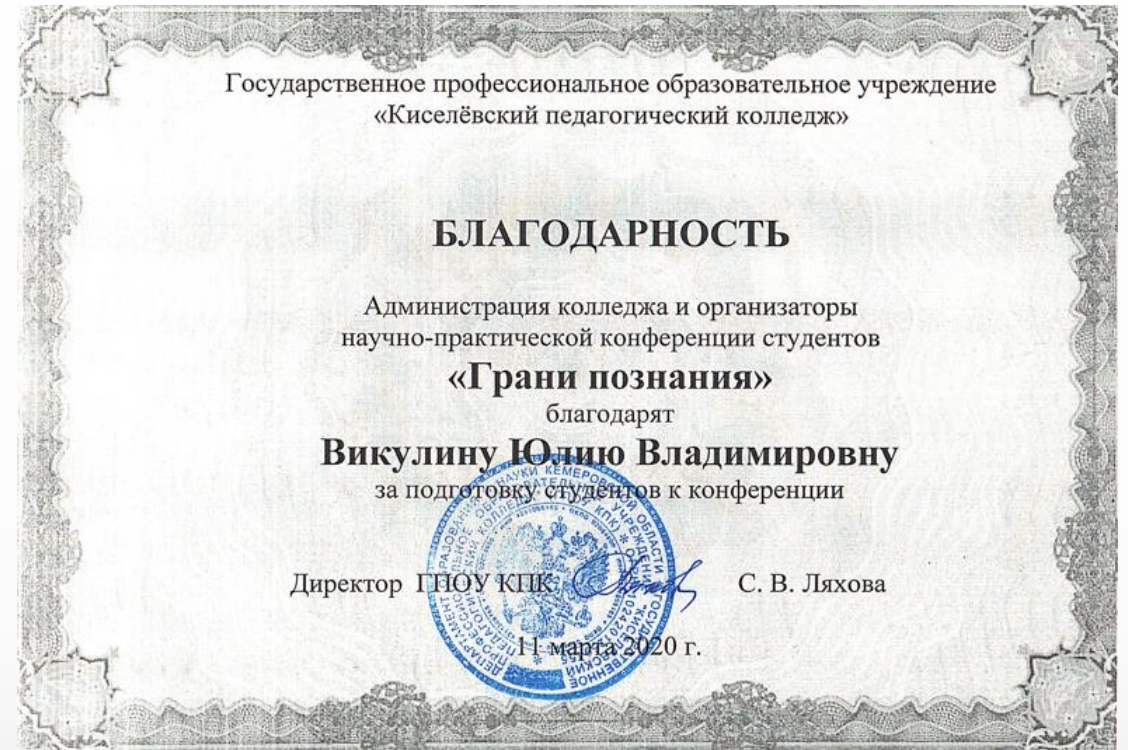 Государственное профессиональное образовательное учреждение
«Киселёвский педагогический колледж»
БЛАГОДАРНОСТЬ
Администрация колледжа и организаторы
научно-практической конференции студентов
«Грани познания»
благодарят
Викулину Юлию Владимировну
за подготовку студентов к конференции
Директор ГПОУ КПК С. В. Ляхова
11 марта 2020 г.